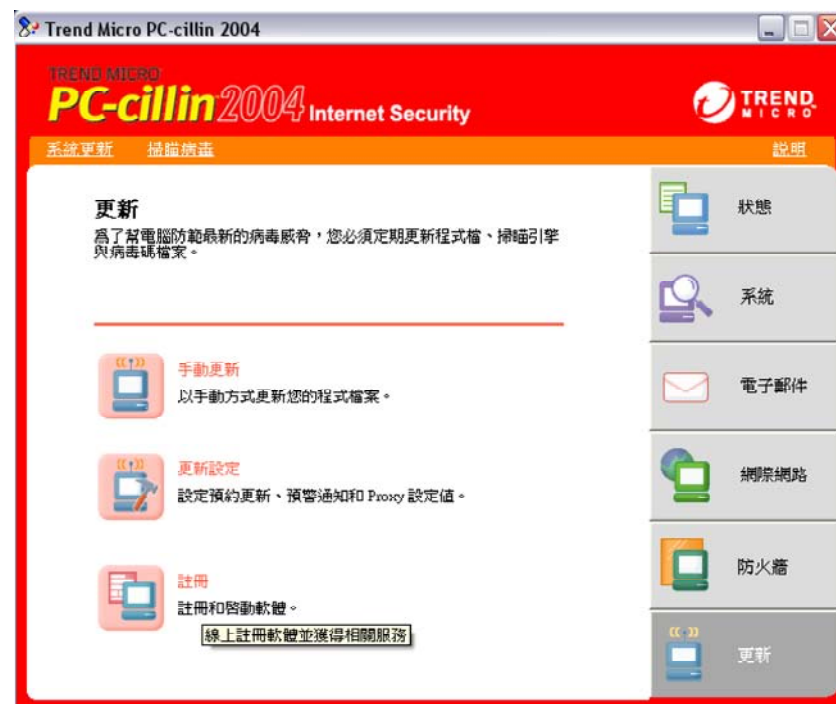 Trend Micro PC-cillin 2004
TREND MICRO
PC-cillin 2004 Internet Security
TREND MICRO
系統更新 掃瞄病毒 說明
更新
為了幫電腦防範最新的病毒威脅,您必須定期更新程式檔、掃瞄引擎
與病毒碼檔案。
手動更新
以手動方式更新您的程式檔案。
更新設定
設定預約更新、預警通知和 Proxy 設定值。
註冊
註冊和啟動軟體。
線上註冊軟體並獲得相關服務
狀態
系統
電子郵件
網際網路
防火牆
更新